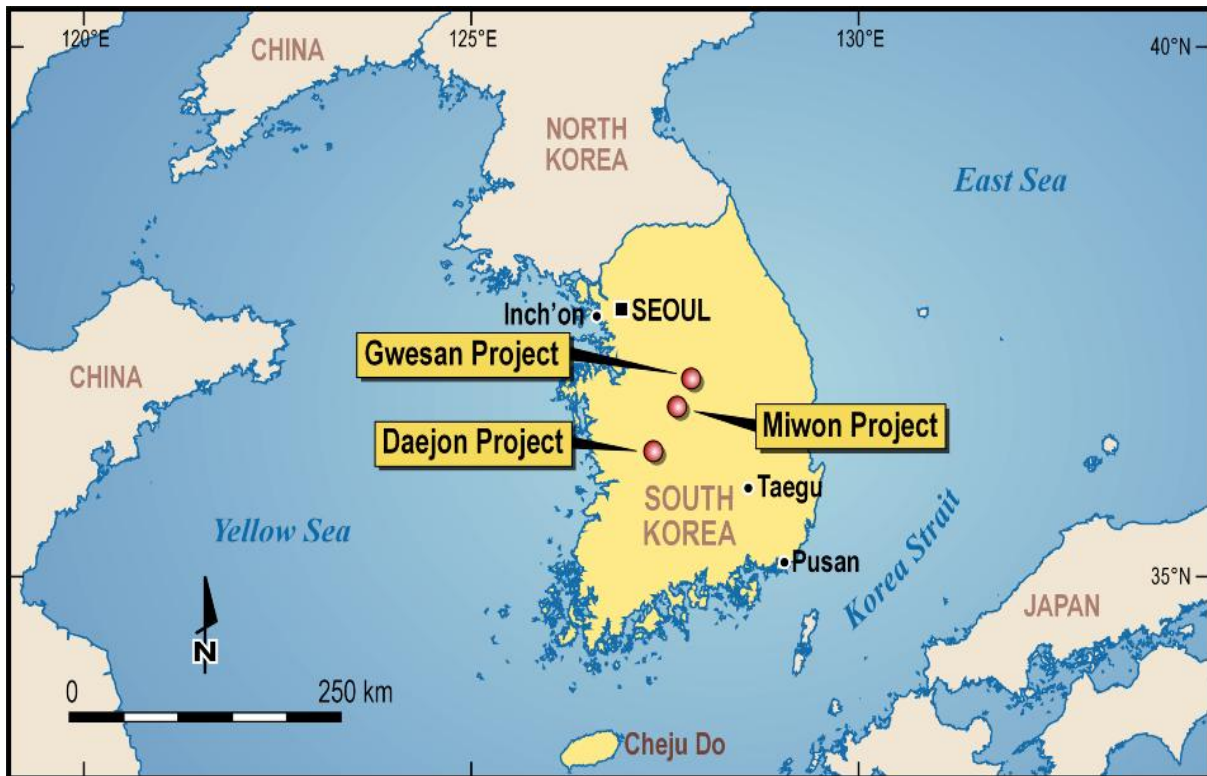 120°E
125°E
130°E
40°N
CHINA
NORTH
KOREA
East Sea
Inch'on
SEOUL
Gwesan Project
CHINA
Miwon Project
Daejon Project
Taegu
SOUTH
KOREA
Yellow Sea
Korea Strait
Pusan
35°N
JAPAN
N
0
250 km
Cheju Do